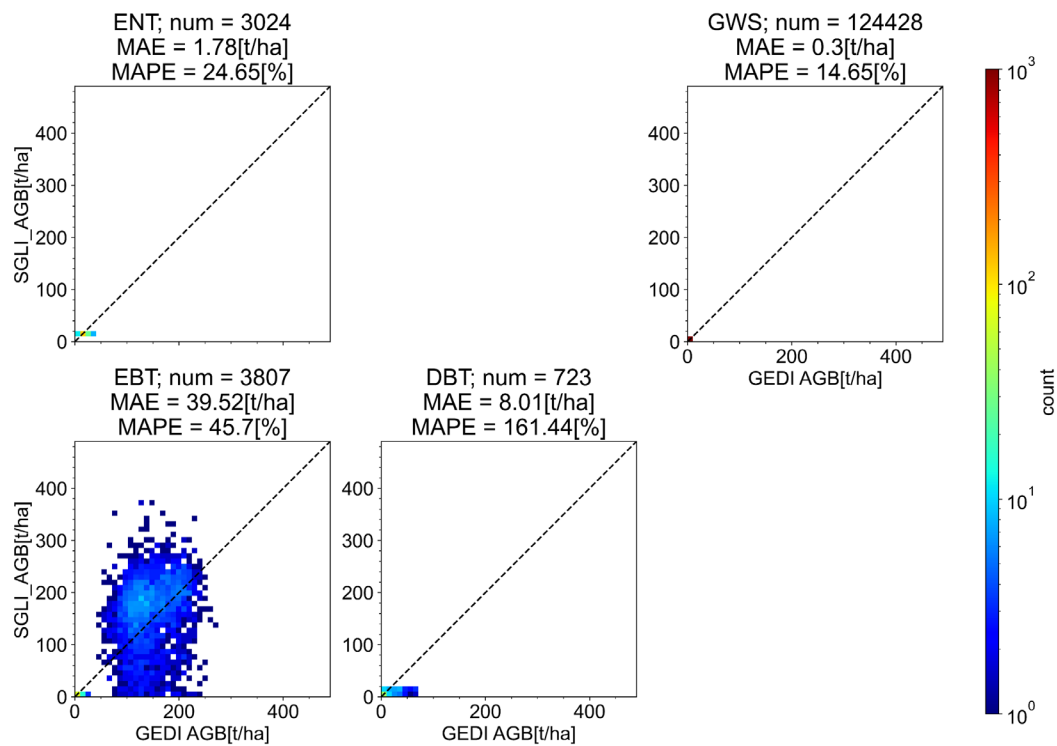 ENT; num = 3024
MAE = 1.78[t/ha]
MAPE = 24.65[%]
SGLI_AGB[t/ha]
400
300
200
100
0
GWS; num = 124428
MAE = 0.3[t/ha]
MAPE = 14.65[%]
400
300
200
100
0
0 200 400
GEDI AGB[t/ha]
EBT; num = 3807
MAE = 39.52[t/ha]
MAPE = 45.7[%]
SGLI_AGB[t/ha]
400
300
200
100
0
0 200 400
GEDI AGB[t/ha]
DBT; num = 723
MAE = 8.01[t/ha]
MAPE = 161.44[%]
400
300
200
100
0
0 200 400
GEDI AGB[t/ha]
10³
10²
10¹
10⁰
count